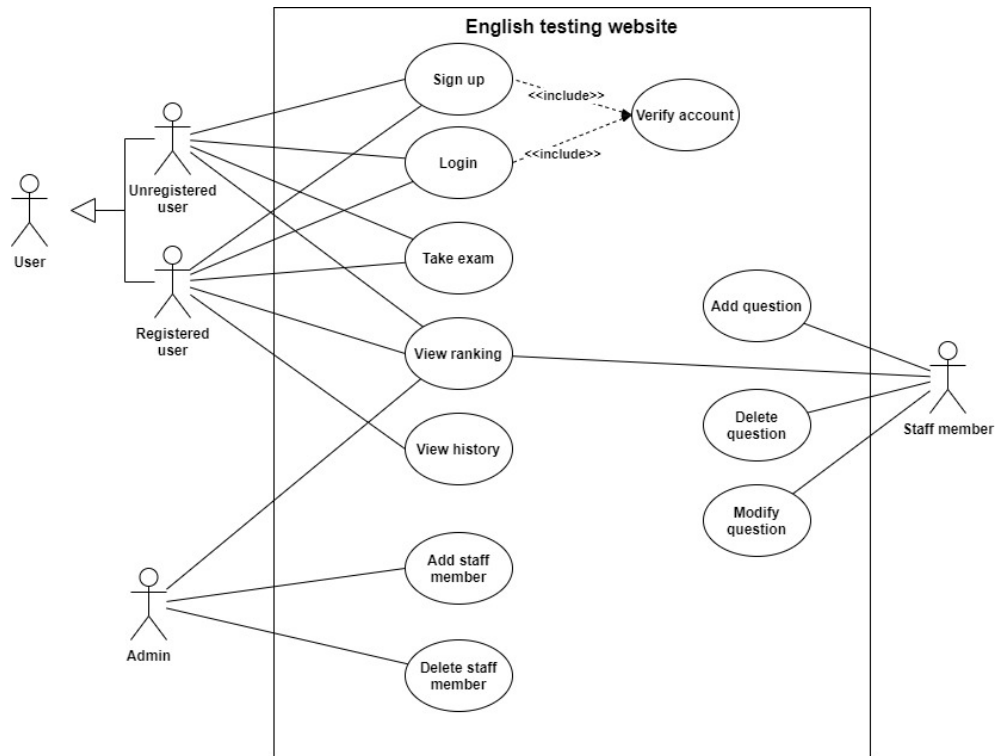 English testing website
Sign up
<<include>>
Verify account
Login
<<include>>
Unregistered
user
User
Take exam
Registered
user
Add question
View ranking
Staff member
Delete
question
View history
Modify
question
Add staff
member
Admin
Delete staff
member